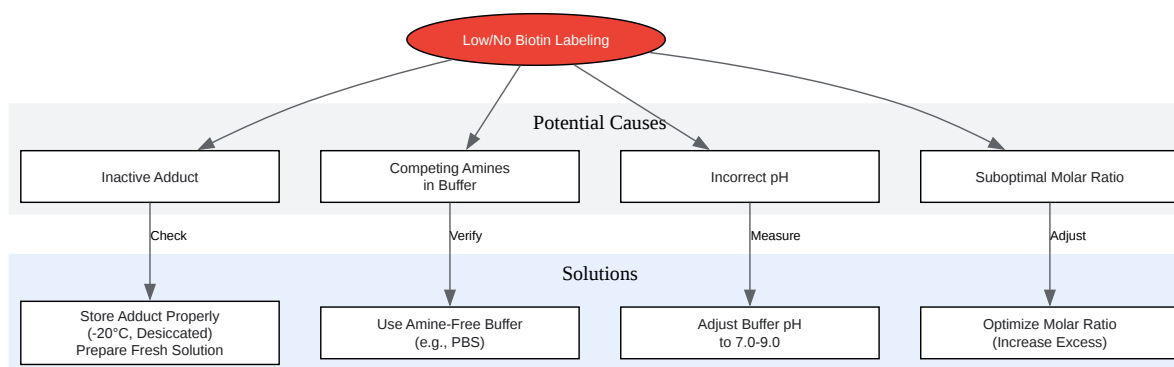 Low/No Biotin Labeling
Potential Causes
Inactive Adduct
Competing Amines
in Buffer
Incorrect pH
Suboptimal Molar Ratio
Check
Verify
Measure
Adjust
Solutions
Store Adduct Properly
(-20°C, Desiccated)
Prepare Fresh Solution
Use Amine-Free Buffer
(e.g., PBS)
Adjust Buffer pH
to 7.0-9.0
Optimize Molar Ratio
(Increase Excess)